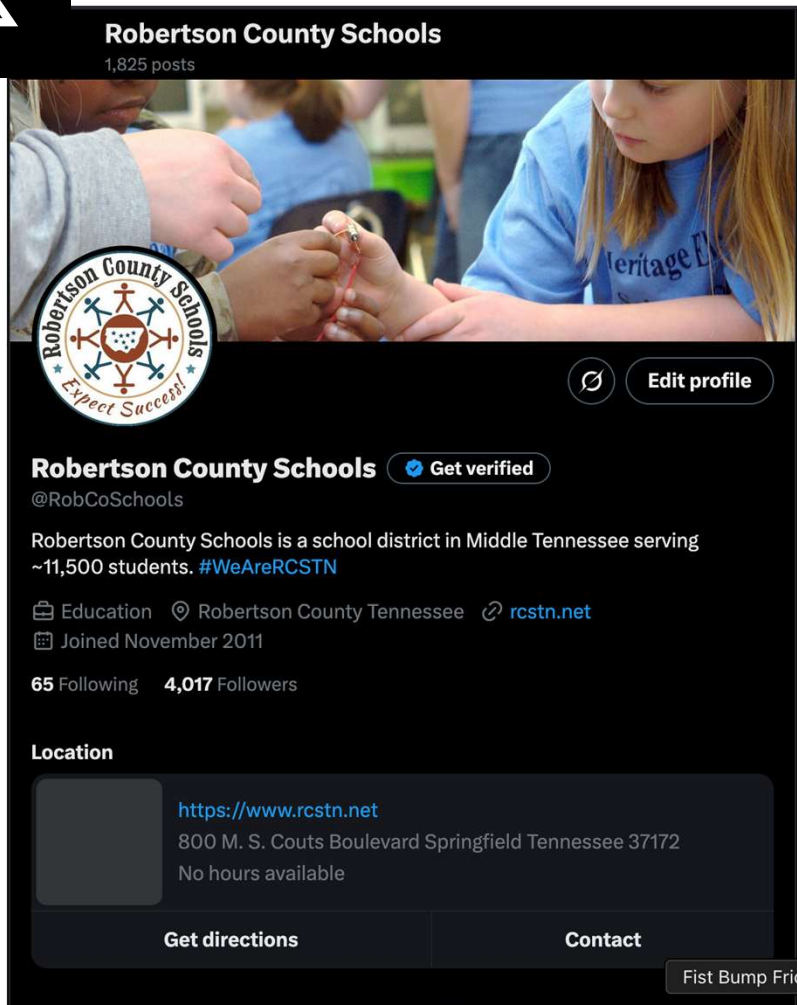 Robertson County Schools
1,825 posts
Heritage
Robertson County Schools
Expect Success!
Edit profile
Robertson County Schools Get verified
@RobCoSchools
Robertson County Schools is a school district in Middle Tennessee serving
~11,500 students. #WeAreRCSTN
Education Robertson County Tennessee rcstn.net
Joined November 2011
65 Following 4,017 Followers
Location
https://www.rcstn.net
800 M. S. Couts Boulevard Springfield Tennessee 37172
No hours available
Get directions Contact
Fist Bump